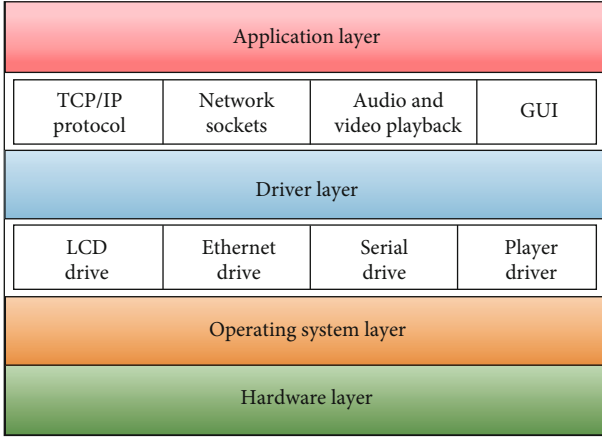 Application layer
TCP/IP
protocol
Network
sockets
Audio and
video playback
GUI
Driver layer
LCD
drive
Ethernet
drive
Serial
drive
Player
driver
Operating system layer
Hardware layer